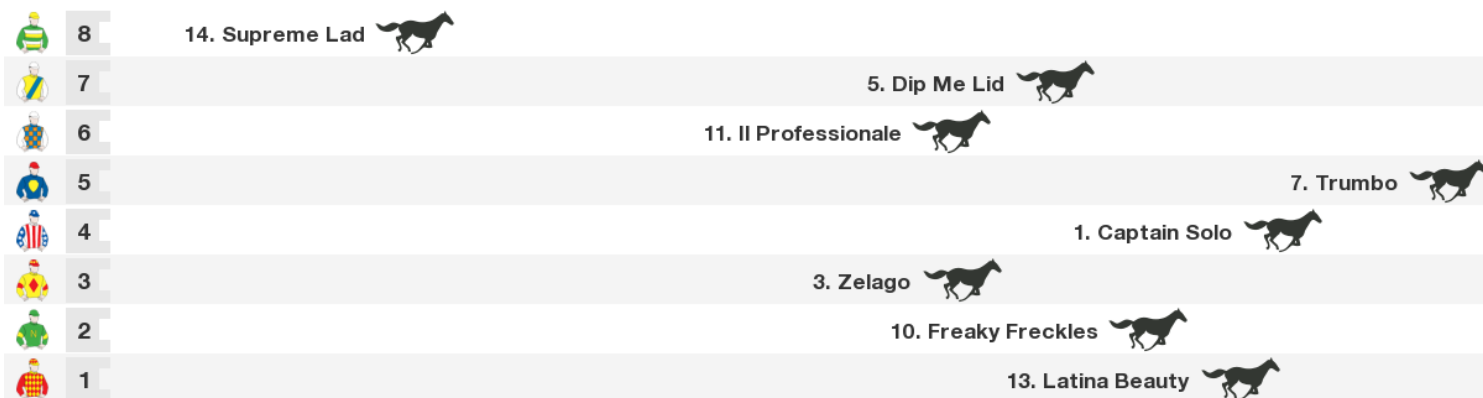 8 14. Supreme Lad
7 5. Dip Me Lid
6 11. Il Professionale
5 7. Trumbo
4 1. Captain Solo
3 3. Zelago
2 10. Freaky Freckles
N
1 13. Latina Beauty